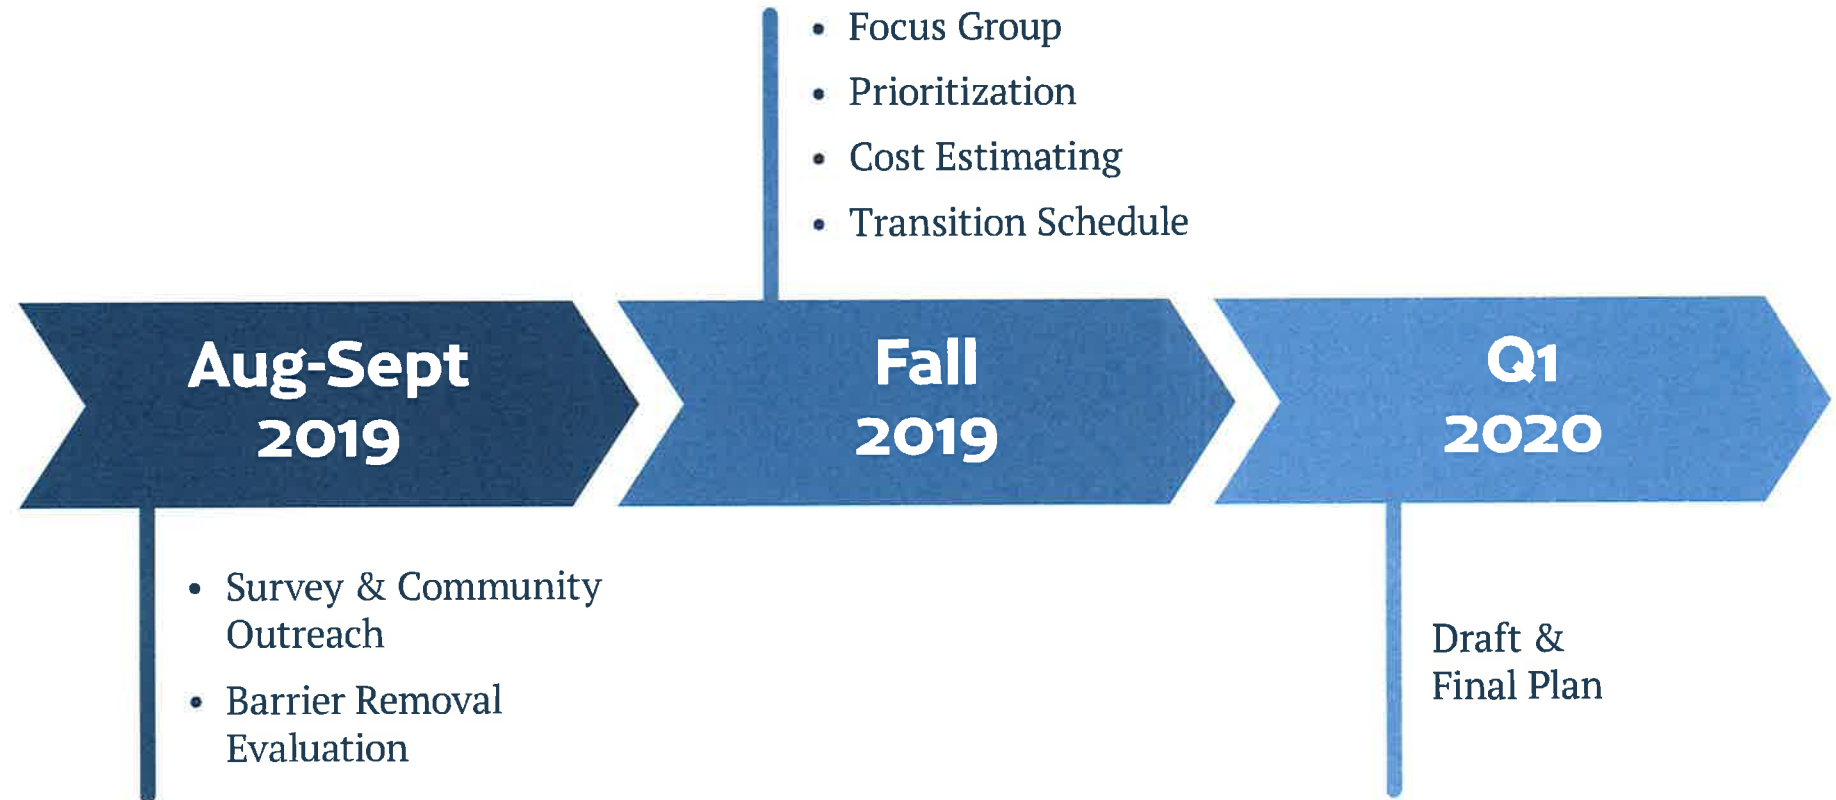 • Focus Group
• Prioritization
• Cost Estimating
• Transition Schedule
Aug-Sept
2019
Fall
2019
Q1
2020
• Survey & Community
Outreach
• Barrier Removal
Evaluation
Draft &
Final Plan